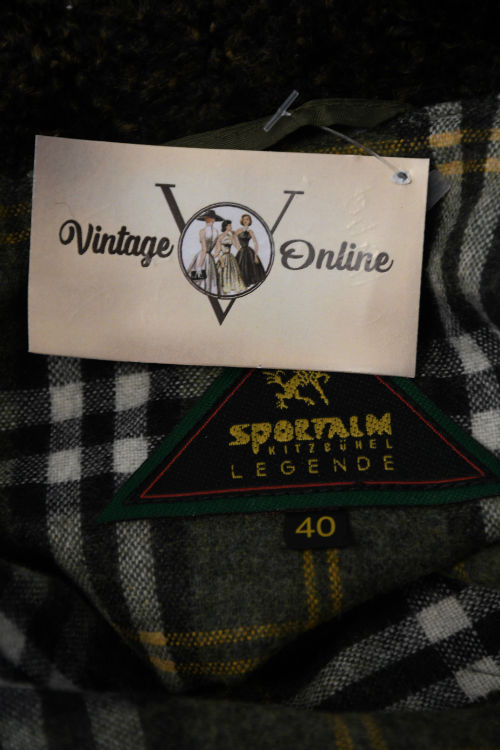 Vintage V Online
SPORTALM
KITZBÜHEL
LEGENDE
40